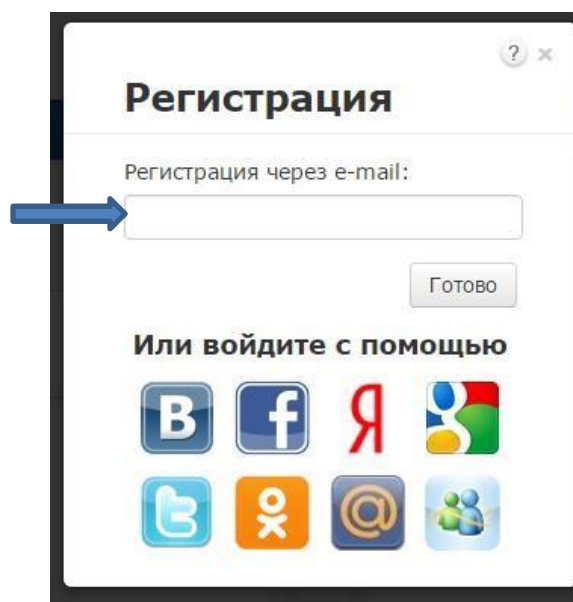 ?
Регистрация
Регистрация через e-mail:
Готово
Или войдите с помощью
В f Я g
t @